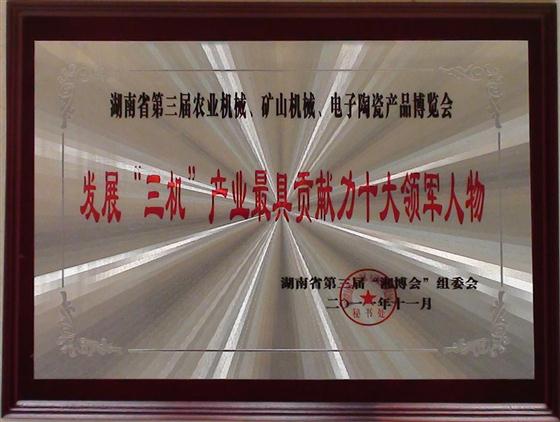 湖南省第三届农业机械、矿山机械、电子陶瓷产品博览会
发展“三机”产业最具贡献力十大领军人物
湖南省第三届“湘博会”组委会
二〇一一年十一月
秘书处